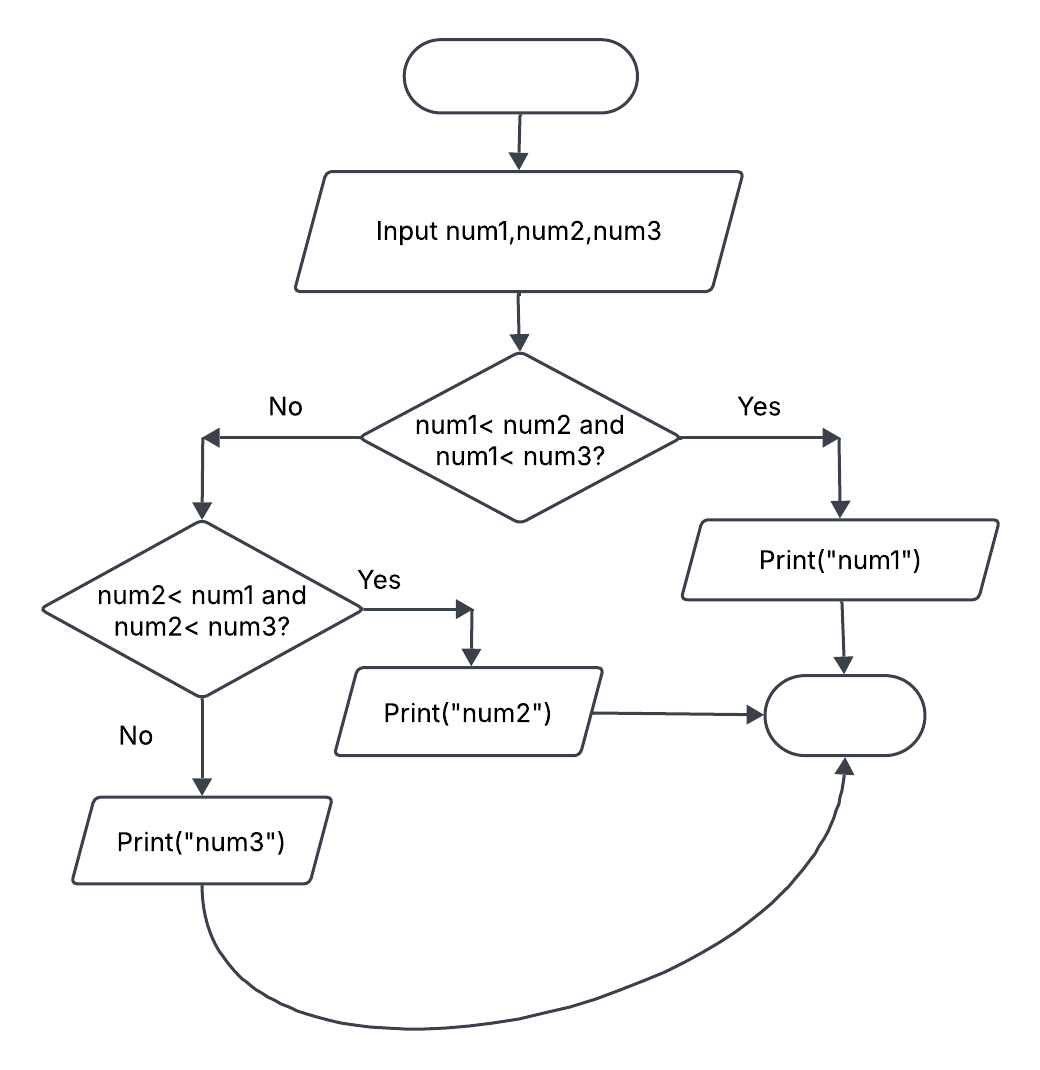 Input num1,num2,num3
No
Yes
num1< num2 and
num1< num3?
Print("num1")
Yes
num2< num1 and
num2< num3?
Print("num2")
No
Print("num3")